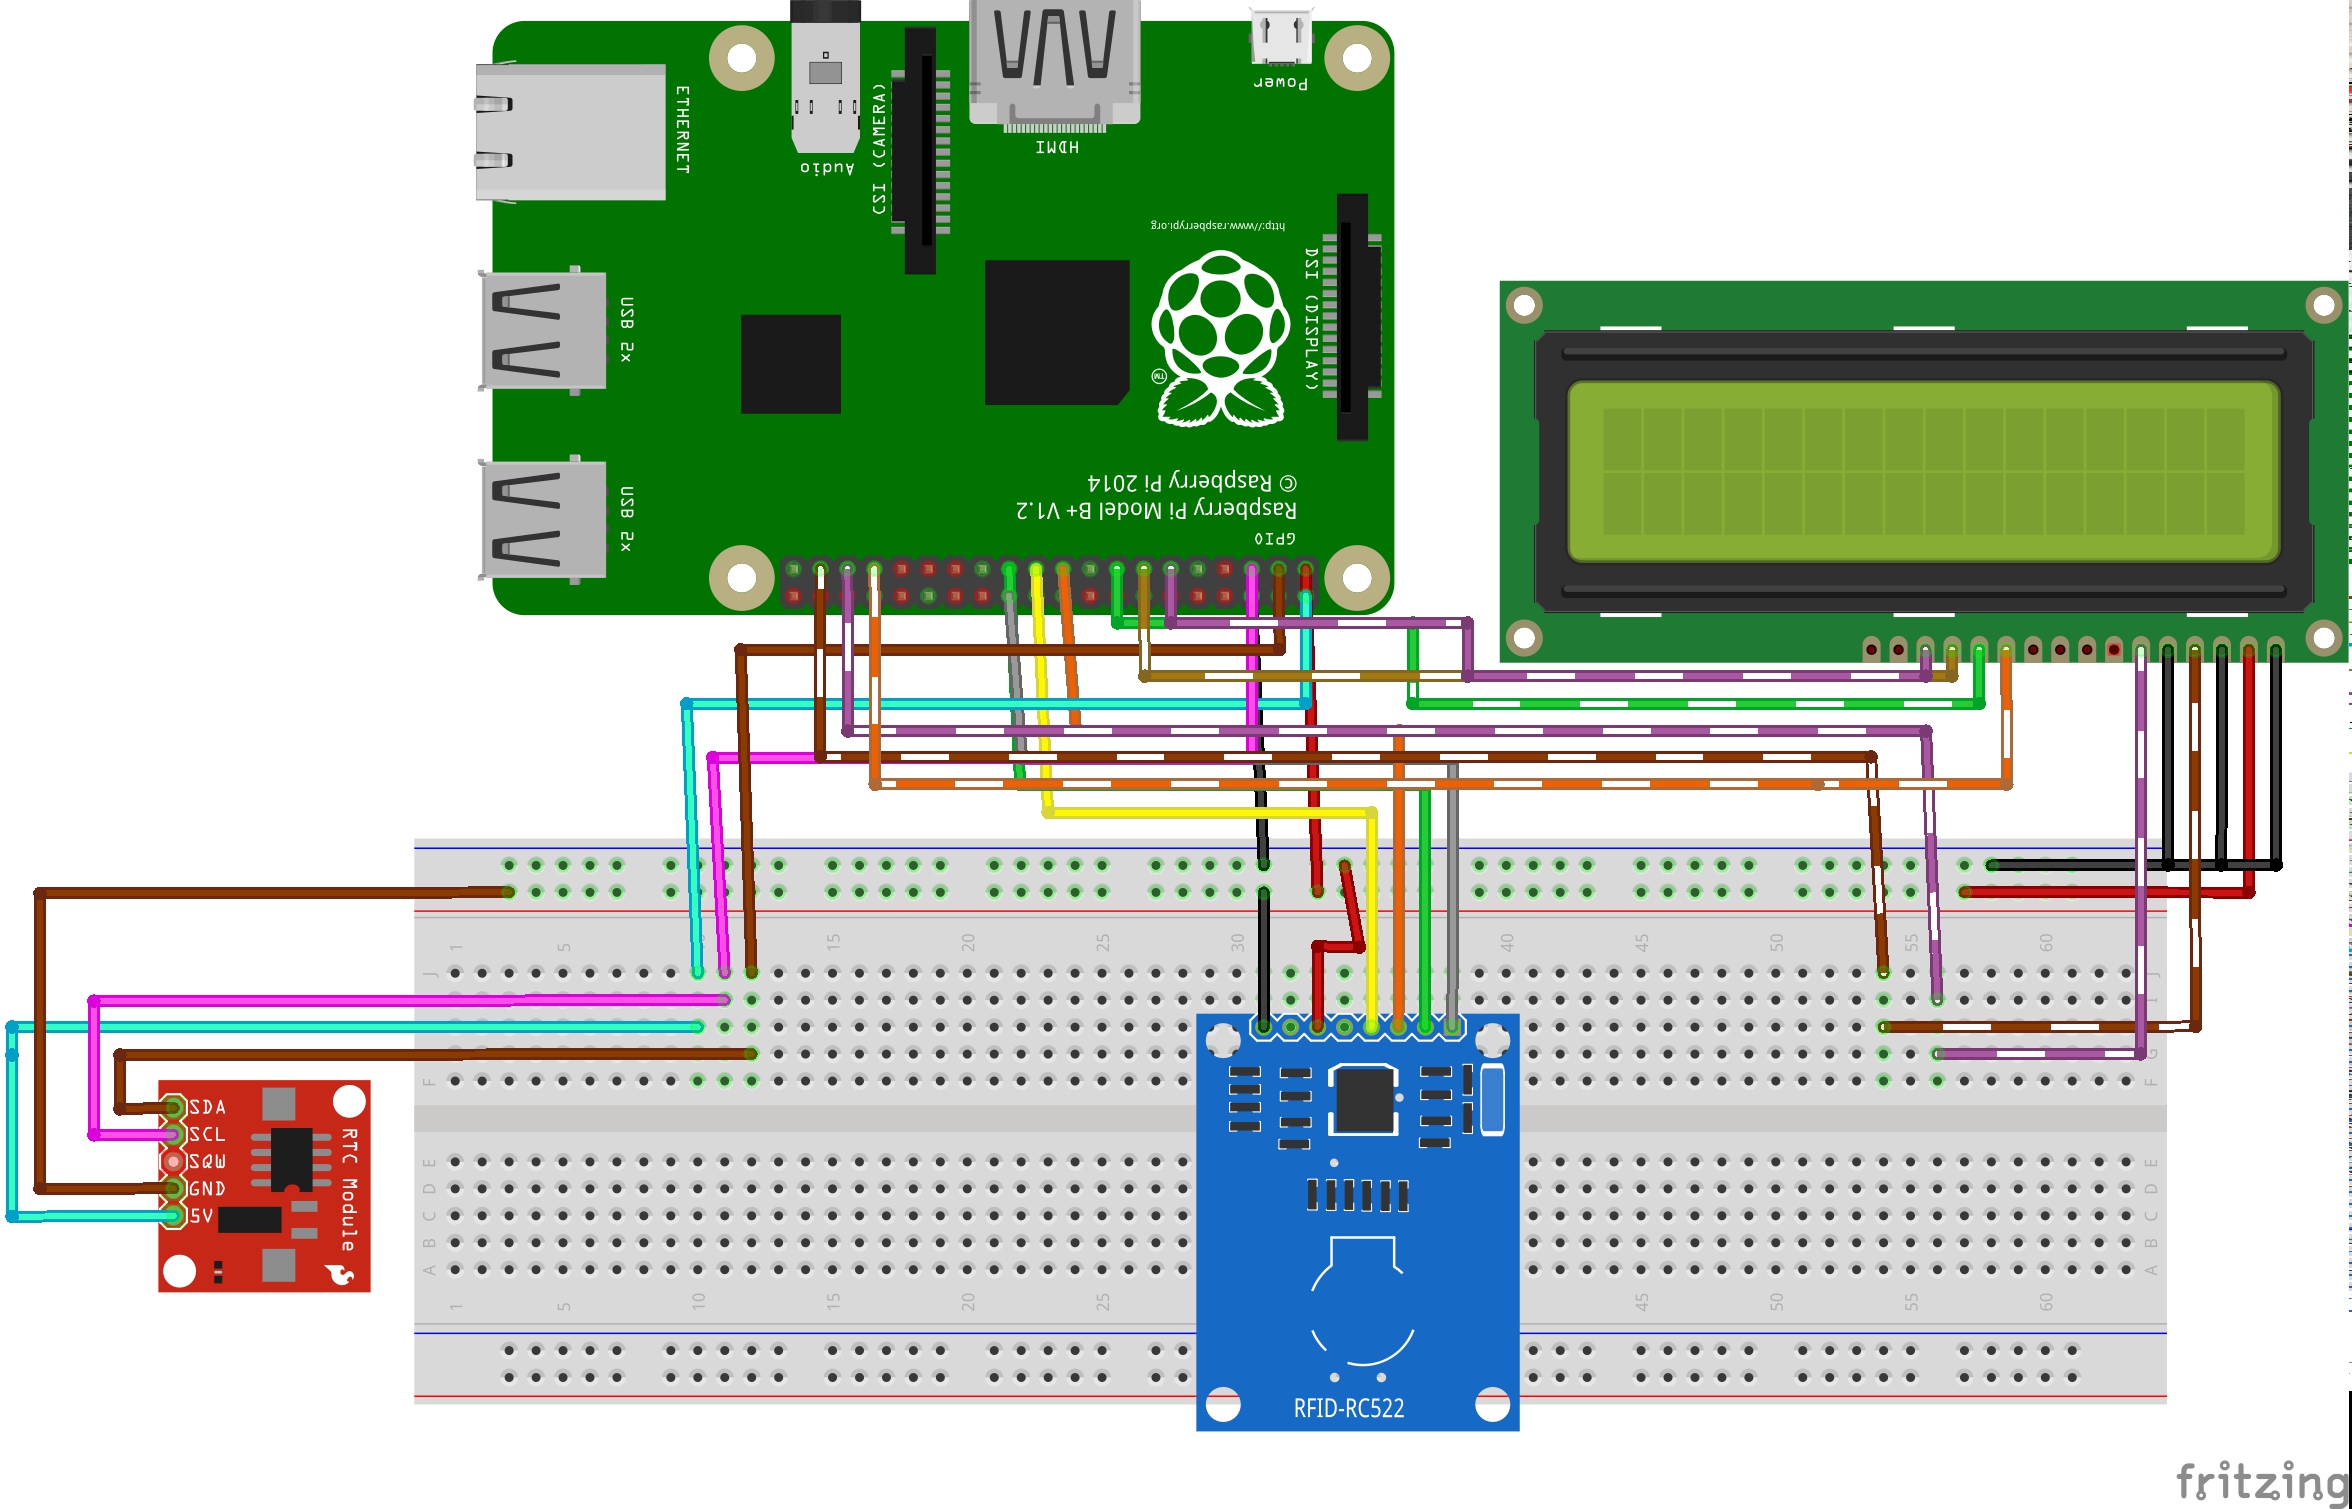 Power
ETHERNET
CSI (CAMERA)
HDMI
Audio
http://www.raspberrypi.org
DSI (DISPLAY)
USB 2x
TM
© Raspberry Pi 2014
Raspberry Pi Model B+ V1.2
USB 2x
GPIO
1 5 15 20 25 30 40 45 50 55 60
J J
I
G
F F
SDA
SCL
SQW
GND
5V
RTC Module
E E
D D
C C
B B
A A
1 5 10 15 20 25 45 50 55 60
RFID-RC522
fritzing